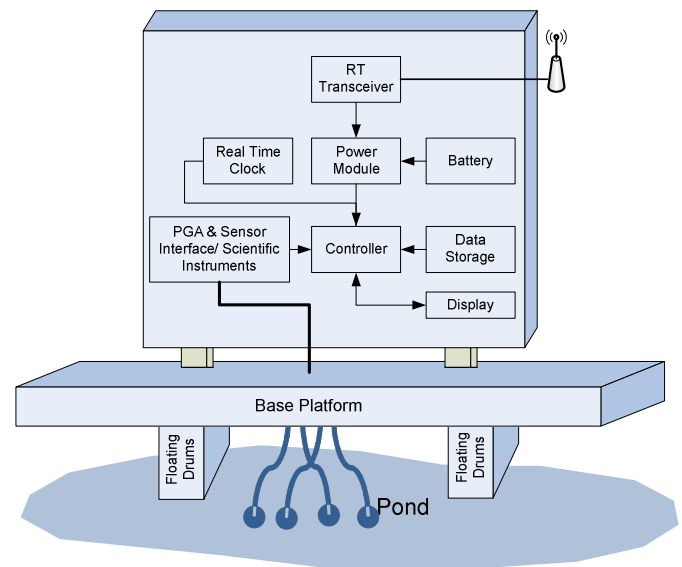 RT
Transceiver
Real Time
Clock
Power
Module
Battery
PGA & Sensor
Interface/ Scientific
Instruments
Controller
Data
Storage
Display
Base Platform
Floating
Drums
Floating
Drums
Pond